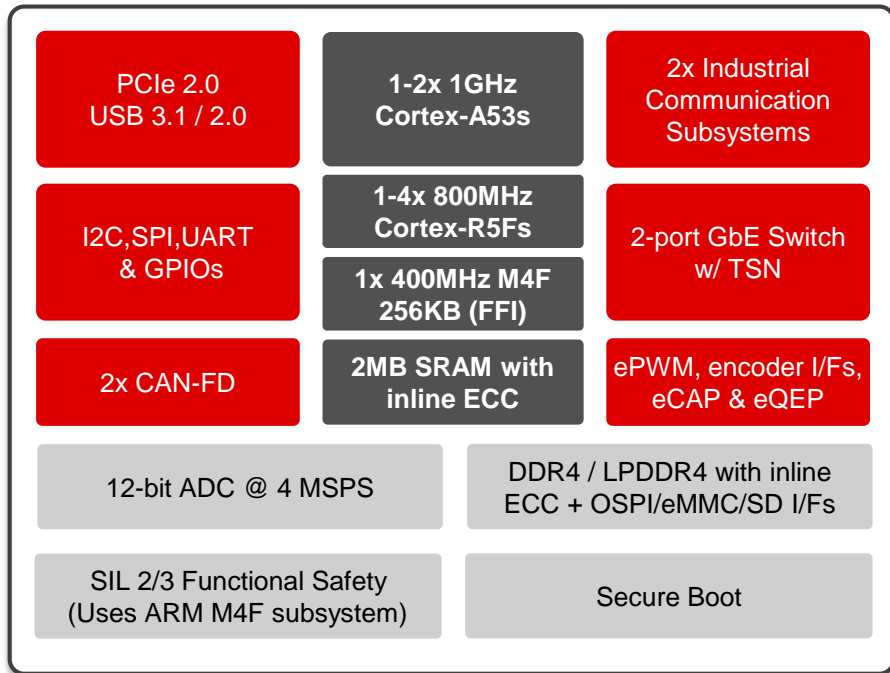 PCIe 2.0
USB 3.1 / 2.0
1-2x 1GHz
Cortex-A53s
2x Industrial
Communication
Subsystems
I2C,SPI,UART
& GPIOs
1-4x 800MHz
Cortex-R5Fs
1x 400MHz M4F
256KB (FFI)
2-port GbE Switch
w/ TSN
2x CAN-FD
2MB SRAM with
inline ECC
ePWM, encoder I/Fs,
eCAP & eQEP
12-bit ADC @ 4 MSPS
DDR4 / LPDDR4 with inline
ECC + OSPI/eMMC/SD I/Fs
SIL 2/3 Functional Safety
(Uses ARM M4F subsystem)
Secure Boot